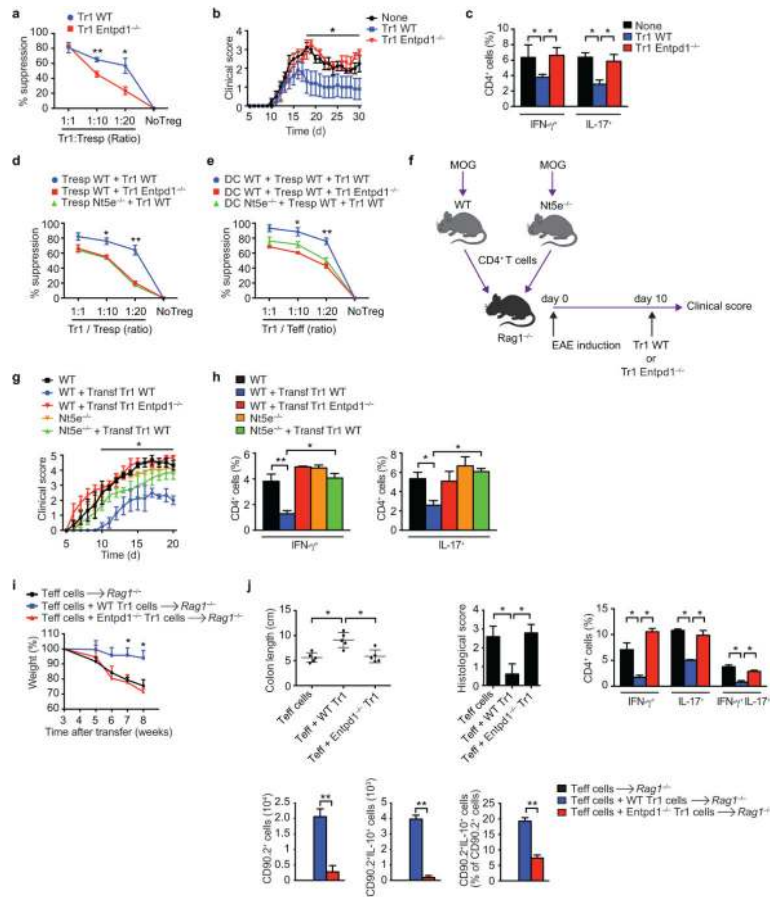 a
Tr1 WT
Tr1 Entpd1⁻/⁻
% suppression
100
80
60
40
20
0
**
*
1:1 1:10 1:20 NoTreg
Tr1:Tresp (Ratio)
b
None
Tr1 WT
Tr1 Entpd1⁻/⁻
Clinical score
4
3
2
1
0
*
5 10 15 20 25 30
Time (d)
c
None
Tr1 WT
Tr1 Entpd1⁻/⁻
CD4⁺ cells (%)
10
8
6
4
2
0
* * * *
IFN-γ⁺ IL-17⁺
d
Tresp WT + Tr1 WT
Tresp WT + Tr1 Entpd1⁻/⁻
Tresp Nt5e⁻/⁻ + Tr1 WT
% suppression
100
80
60
40
20
0
*
**
1:1 1:10 1:20 NoTreg
Tr1 / Tresp (ratio)
e
DC WT + Tresp WT + Tr1 WT
DC WT + Tresp WT + Tr1 Entpd1⁻/⁻
DC Nt5e⁻/⁻ + Tresp WT + Tr1 WT
% suppression
100
80
60
40
20
0
*
**
1:1 1:10 1:20 NoTreg
Tr1 / Teff (ratio)
f
MOG MOG
WT Nt5e⁻/⁻
CD4⁺ T cells
day 0 day 10
Clinical score
Rag1⁻/⁻
EAE induction Tr1 WT
or
Tr1 Entpd1⁻/⁻
g
WT
WT + Transf Tr1 WT
WT + Transf Tr1 Entpd1⁻/⁻
Nt5e⁻/⁻
Nt5e⁻/⁻ + Transf Tr1 WT
Clinical score
5
4
3
2
1
0
*
5 10 15 20
Time (d)
h
WT
WT + Transf Tr1 WT
WT + Transf Tr1 Entpd1⁻/⁻
Nt5e⁻/⁻
Nt5e⁻/⁻ + Transf Tr1 WT
CD4⁺ cells (%)
6
4
2
0
*
**
IFN-γ⁺
CD4⁺ cells (%)
10
8
6
4
2
0
*
*
IL-17⁺
i
Teff cells → Rag1⁻/⁻
Teff cells + WT Tr1 cells → Rag1⁻/⁻
Teff cells + Entpd1⁻/⁻ Tr1 cells → Rag1⁻/⁻
Weight (%)
110
100
90
80
70
60
* *
3 4 5 6 7 8
Time after transfer (weeks)
j
Colon length (cm)
15
10
5
0
* *
Teff cells
Teff + WT Tr1
Teff + Entpd1⁻/⁻ Tr1
Histological score
4
3
2
1
0
* *
Teff cells
Teff + WT Tr1
Teff + Entpd1⁻/⁻ Tr1
CD4⁺ cells (%)
15
10
5
0
* * * * * *
IFN-γ⁺ IL-17⁺ IFN-γ⁺IL-17⁺
CD90.2⁺ cells (10⁴)
2.5
2.0
1.5
1.0
0.5
0
**
CD90.2⁺IL-10⁺ cells (10³)
5
4
3
2
1
0
**
CD90.2⁺IL-10⁺ cells
(% of CD90.2⁺ cells)
25
20
15
10
5
0
**
Teff cells → Rag1⁻/⁻
Teff cells + WT Tr1 cells → Rag1⁻/⁻
Teff cells + Entpd1⁻/⁻ Tr1 cells → Rag1⁻/⁻